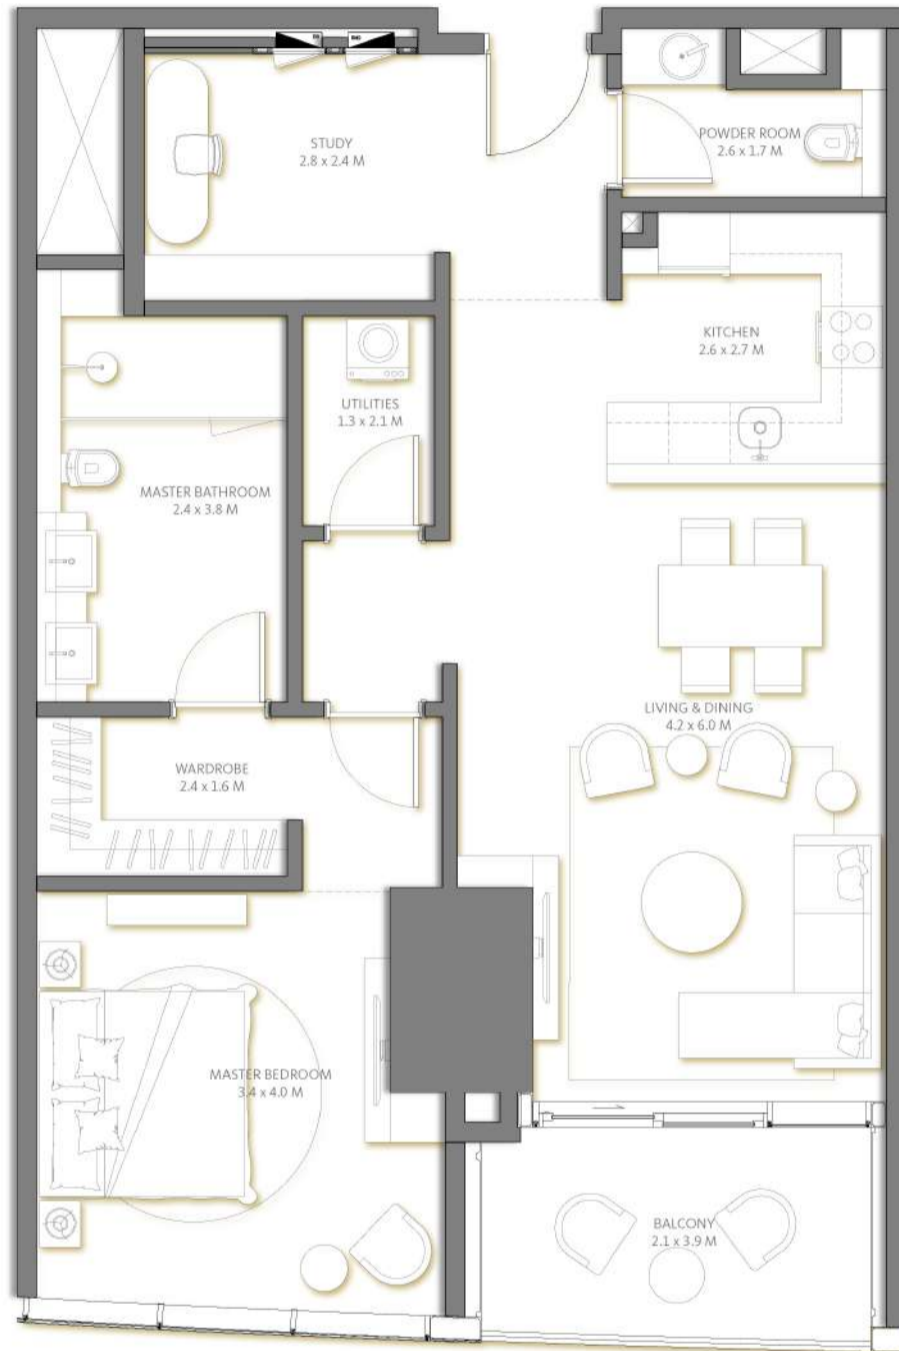 STUDY
2.8 x 2.4 M
POWDER ROOM
2.6 x 1.7 M
KITCHEN
2.6 x 2.7 M
UTILITIES
1.3 x 2.1 M
MASTER BATHROOM
2.4 x 3.8 M
LIVING & DINING
4.2 x 6.0 M
WARDROBE
2.4 x 1.6 M
MASTER BEDROOM
3.4 x 4.0 M
BALCONY
2.1 x 3.9 M